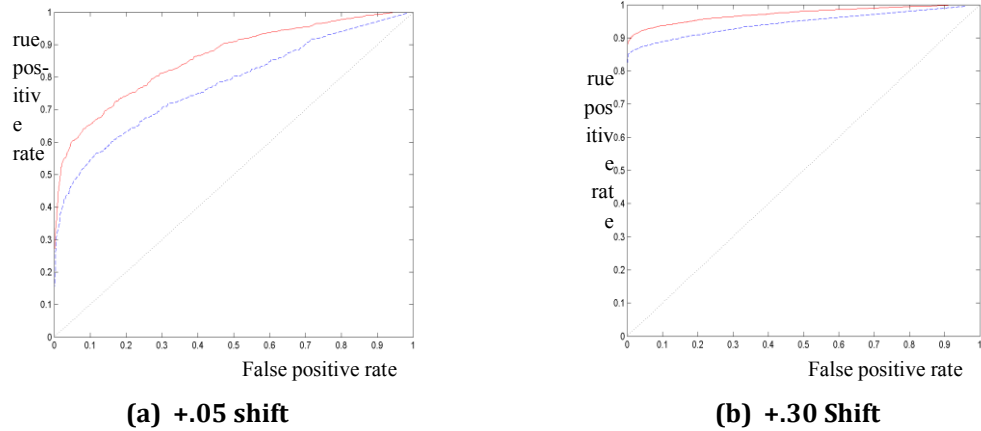 1
0.9
0.8
0.7
0.6
0.5
0.4
0.3
0.2
0.1
0
rue
pos-
itiv
e
rate
0 0.1 0.2 0.3 0.4 0.5 0.6 0.7 0.8 0.9 1
False positive rate
(a) +.05 shift
1
0.9
0.8
0.7
0.6
0.5
0.4
0.3
0.2
0.1
0
rue
pos
itiv
e
rat
e
0 0.1 0.2 0.3 0.4 0.5 0.6 0.7 0.8 0.9 1
False positive rate
(b) +.30 Shift